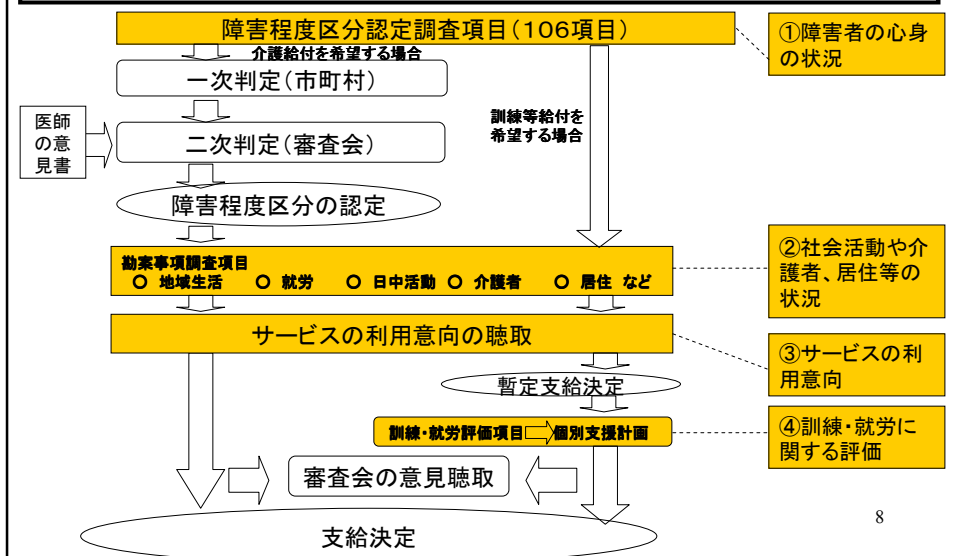 障害程度区分認定調査項目(106項目)
介護給付を希望する場合
一次判定(市町村)
医師
の意
見書
二次判定(審査会)
障害程度区分の認定
訓練等給付を
希望する場合
①障害者の心身
の状況
勘案事項調査項目
○ 地域生活 ○ 就労 ○ 日中活動 ○ 介護者 ○ 居住 など
②社会活動や介
護者、居住等の
状況
サービスの利用意向の聴取
③サービスの利
用意向
暫定支給決定
訓練・就労評価項目 個別支援計画
④訓練・就労に
関する評価
審査会の意見聴取
支給決定
8